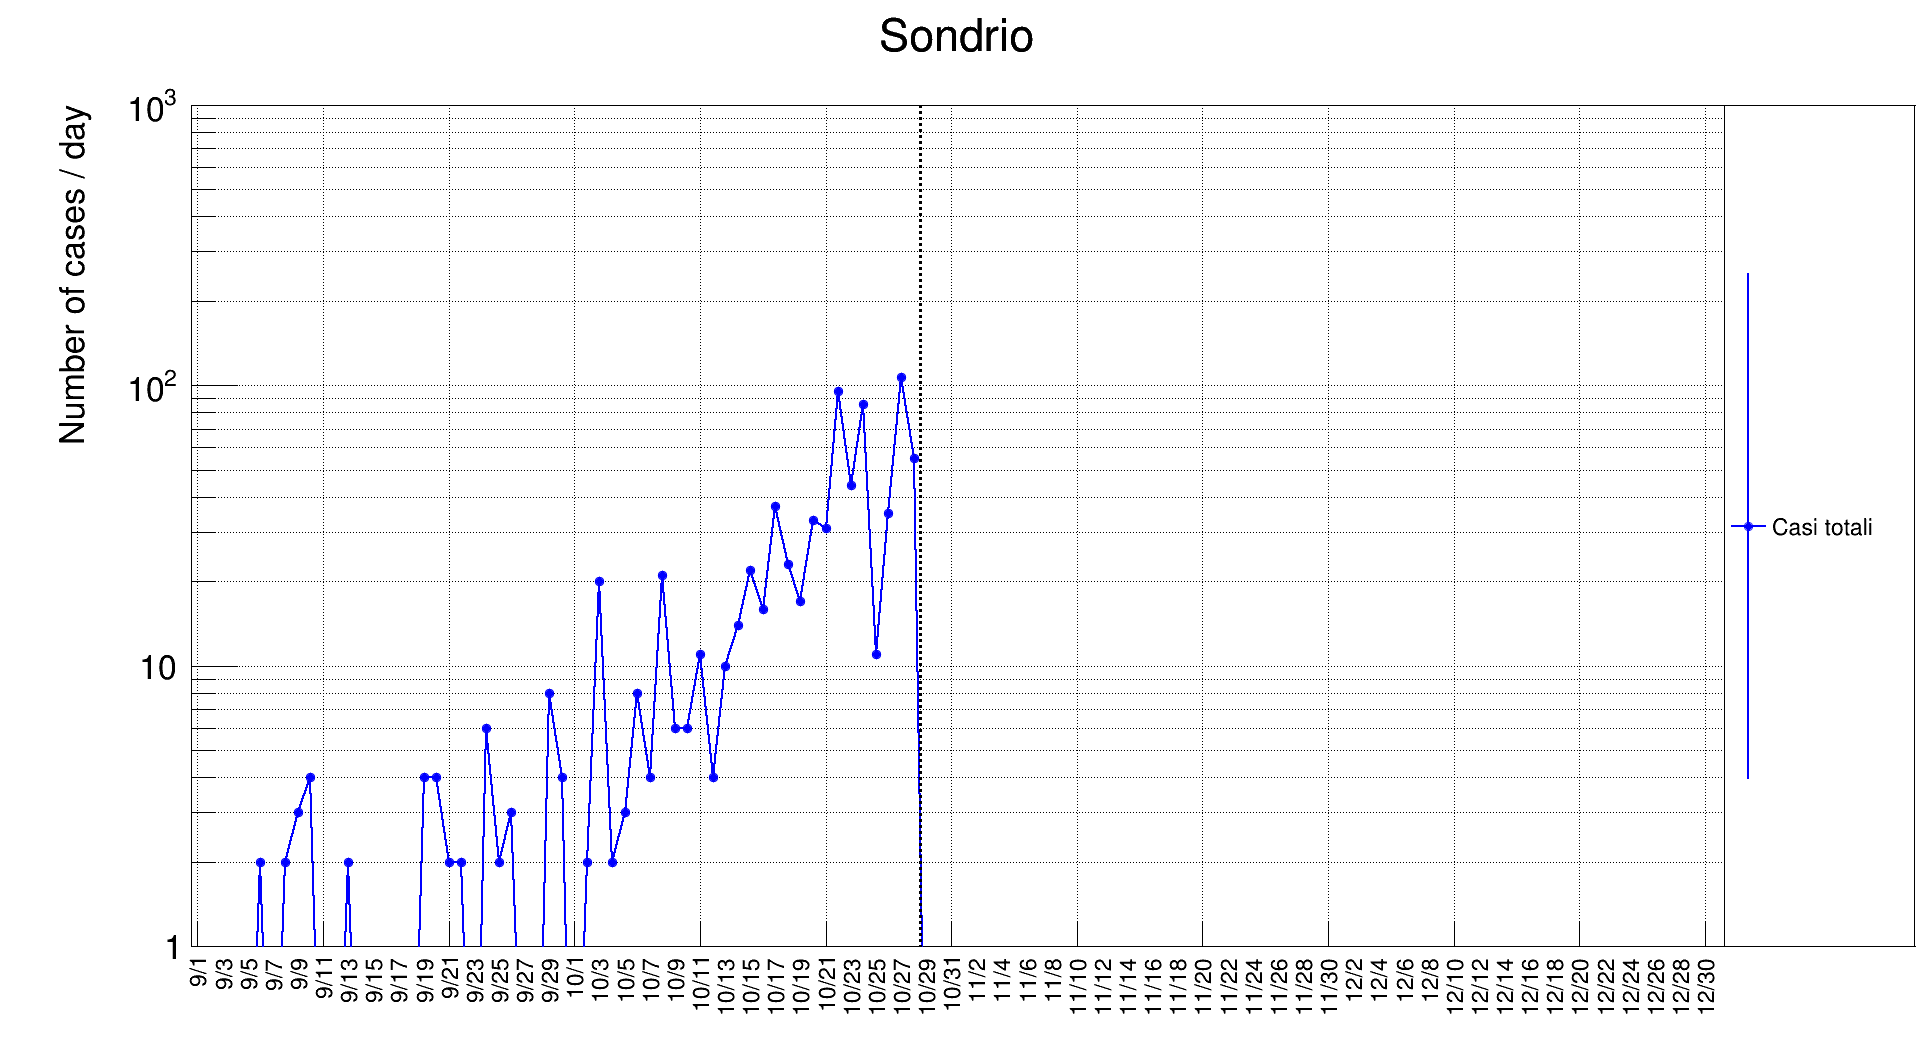 Sondrio
Number of cases / day
10³
10²
10
1
9/1 9/3 9/5 9/7 9/9 9/11 9/13 9/15 9/17 9/19 9/21 9/23 9/25 9/27 9/29 10/1 10/3 10/5 10/7 10/9 10/11 10/13 10/15 10/17 10/19 10/21 10/23 10/25 10/27 10/29 10/31 11/2 11/4 11/6 11/8 11/10 11/12 11/14 11/16 11/18 11/20 11/22 11/24 11/26 11/28 11/30 12/2 12/4 12/6 12/8 12/10 12/12 12/14 12/16 12/18 12/20 12/22 12/24 12/26 12/28 12/30
Casi totali